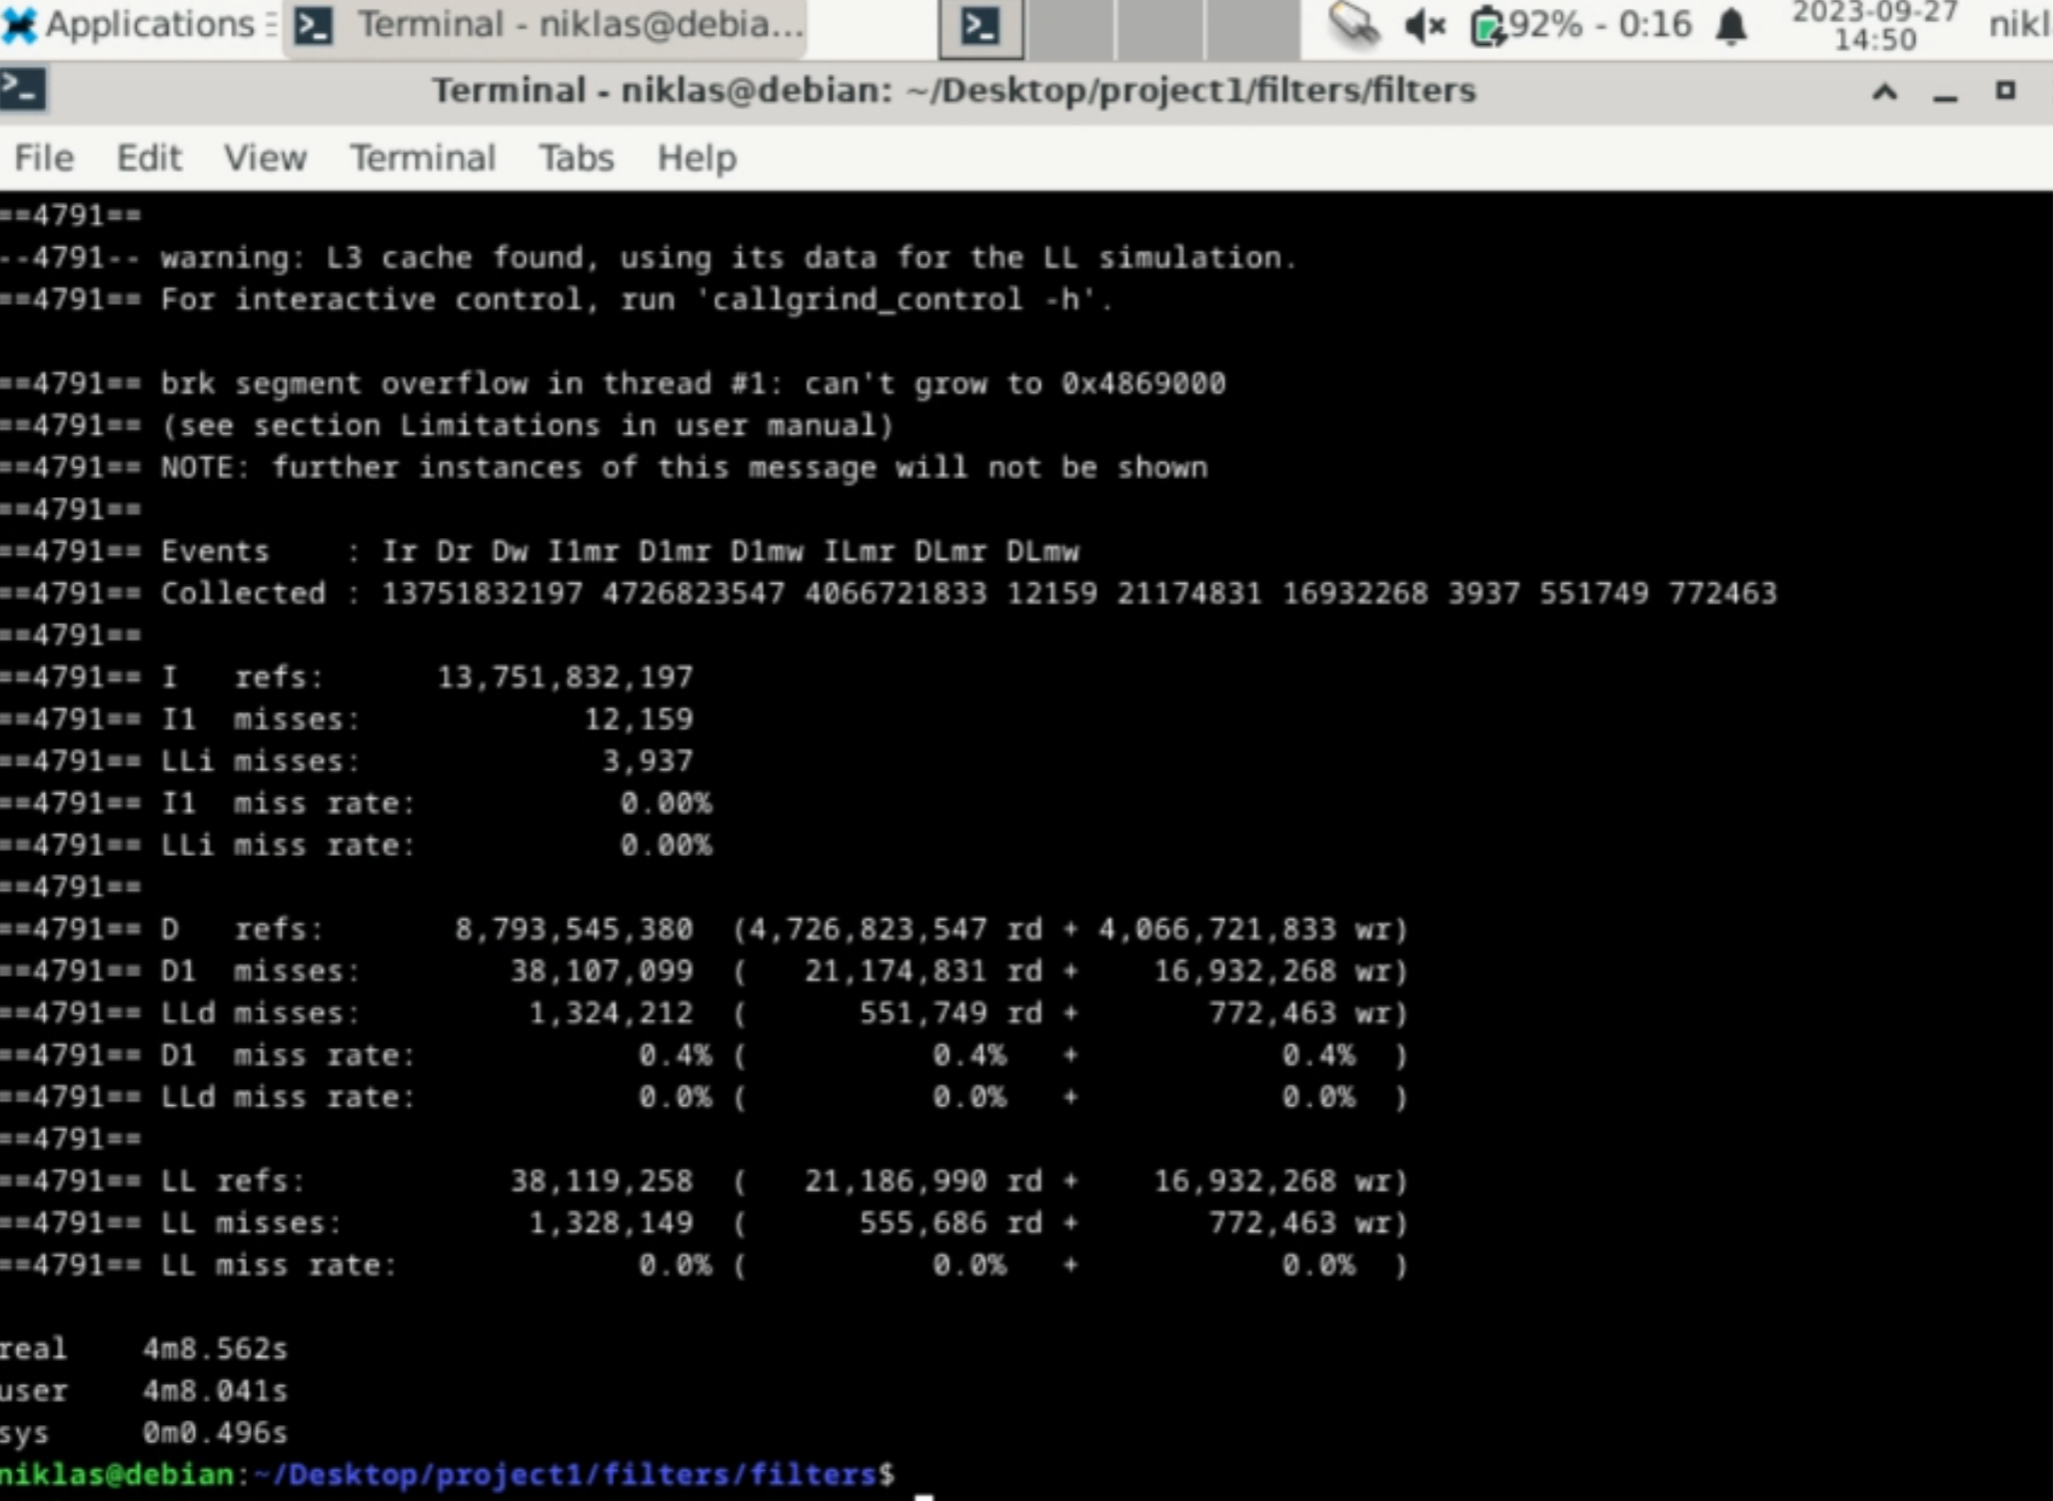 Applications
Terminal - niklas@debia...
92% - 0:16
2023-09-27
14:50
nikl
Terminal - niklas@debian: ~/Desktop/project1/filters/filters
File Edit View Terminal Tabs Help
==4791==
--4791-- warning: L3 cache found, using its data for the LL simulation.
==4791== For interactive control, run 'callgrind_control -h'.
==4791== brk segment overflow in thread #1: can't grow to 0x4869000
==4791== (see section Limitations in user manual)
==4791== NOTE: further instances of this message will not be shown
==4791==
==4791== Events    : Ir Dr Dw I1mr D1mr D1mw ILmr DLmr DLmw
==4791== Collected : 13751832197 4726823547 4066721833 12159 21174831 16932268 3937 551749 772463
==4791==
==4791== I   refs:      13,751,832,197
==4791== I1  misses:            12,159
==4791== LLi misses:             3,937
==4791== I1  miss rate:           0.00%
==4791== LLi miss rate:           0.00%
==4791==
==4791== D   refs:       8,793,545,380  (4,726,823,547 rd + 4,066,721,833 wr)
==4791== D1  misses:        38,107,099  (   21,174,831 rd +    16,932,268 wr)
==4791== LLd misses:         1,324,212  (      551,749 rd +       772,463 wr)
==4791== D1  miss rate:            0.4% (          0.4%   +           0.4%  )
==4791== LLd miss rate:            0.0% (          0.0%   +           0.0%  )
==4791==
==4791== LL refs:           38,119,258  (   21,186,990 rd +    16,932,268 wr)
==4791== LL misses:          1,328,149  (      555,686 rd +       772,463 wr)
==4791== LL miss rate:             0.0% (          0.0%   +           0.0%  )
real    4m8.562s
user    4m8.041s
sys     0m0.496s
niklas@debian:~/Desktop/project1/filters/filters$